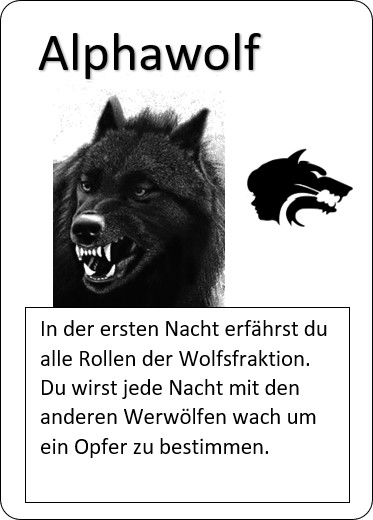 Alphawolf
In der ersten Nacht erfährst du
alle Rollen der Wolfsfraktion.
Du wirst jede Nacht mit den
anderen Werwölfen wach um
ein Opfer zu bestimmen.